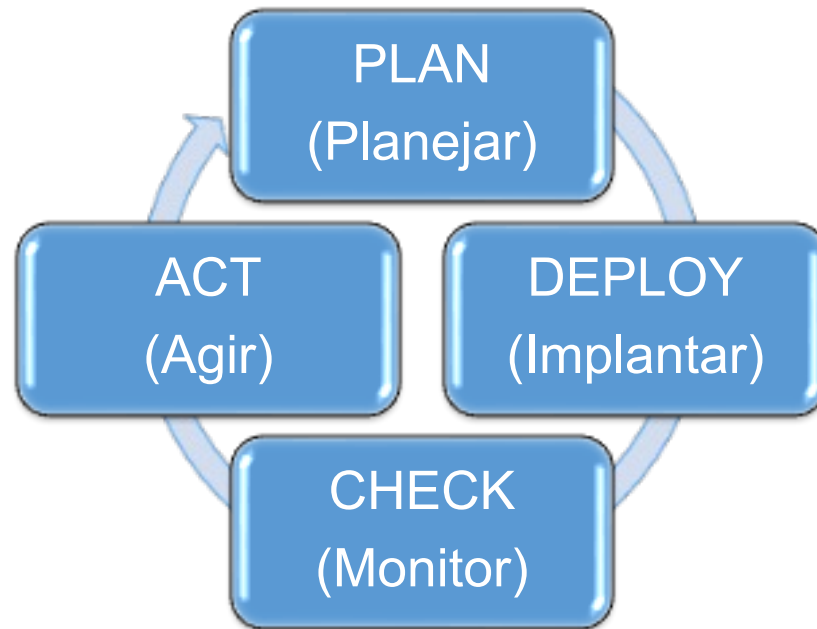 PLAN
(Planejar)
ACT
(Agir)
DEPLOY
(Implantar)
CHECK
(Monitor)